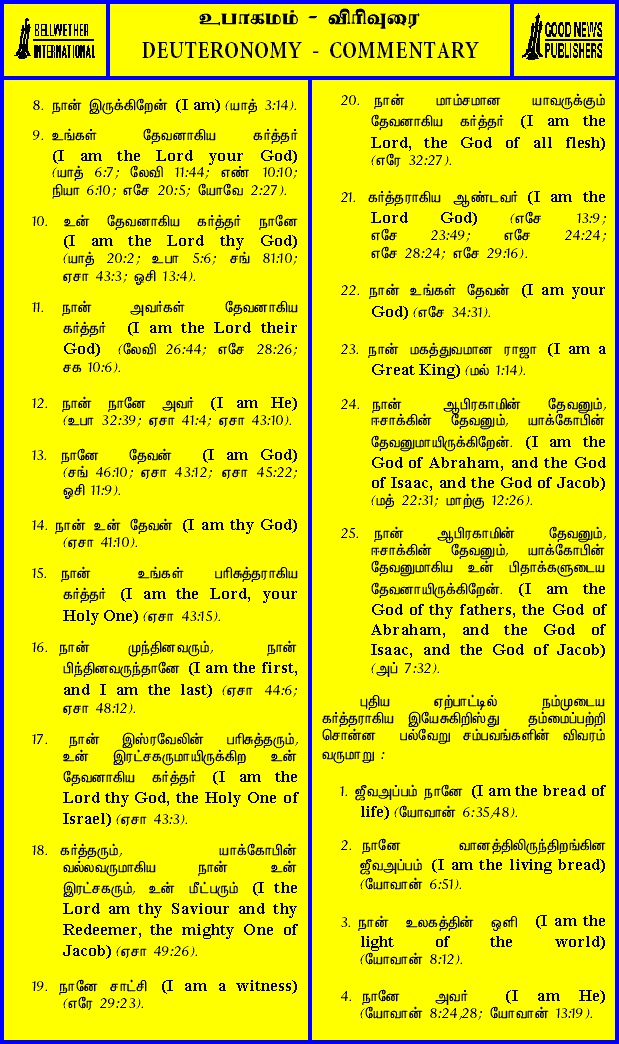 BELLWETHER
INTERNATIONAL
உபாகமம் - விரிவுரை
DEUTERONOMY - COMMENTARY
GOOD NEWS
PUBLISHERS
8. நான் இருக்கிறேன் (I am) (யாத் 3:14).
9. உங்கள் தேவனாகிய கர்த்தர்
(I am the Lord your God)
(யாத் 6:7; லேவி 11:44; எண் 10:10;
நியா 6:10; எசே 20:5; யோவே 2:27).
10. உன் தேவனாகிய கர்த்தர் நானே
(I am the Lord thy God)
(யாத் 20:2; உபா 5:6; சங் 81:10;
ஏசா 43:3; ஓசி 13:4).
11. நான் அவர்கள் தேவனாகிய
கர்த்தர் (I am the Lord their
God) (லேவி 26:44; எசே 28:26;
சக 10:6).
12. நான் நானே அவர் (I am He)
(உபா 32:39; ஏசா 41:4; ஏசா 43:10).
13. நானே தேவன் (I am God)
(சங் 46:10; ஏசா 43:12; ஏசா 45:22;
ஓசி 11:9).
14. நான் உன் தேவன் (I am thy God)
(ஏசா 41:10).
15. நான் உங்கள் பரிசுத்தராகிய
கர்த்தர் (I am the Lord, your
Holy One) (ஏசா 43:15).
16. நான் முந்தினவரும், நான்
பிந்தினவருந்தானே (I am the first,
and I am the last) (ஏசா 44:6;
ஏசா 48:12).
17. நான் இஸ்ரவேலின் பரிசுத்தரும்,
உன் இரட்சகருமாயிருக்கிற உன்
தேவனாகிய கர்த்தர் (I am the
Lord thy God, the Holy One of
Israel) (ஏசா 43:3).
18. கர்த்தரும், யாக்கோபின்
வல்லவருமாகிய நான் உன்
இரட்சகரும், உன் மீட்பரும் (I the
Lord am thy Saviour and thy
Redeemer, the mighty One of
Jacob) (ஏசா 49:26).
19. நானே சாட்சி (I am a witness)
(எரே 29:23).
20. நான் மாம்சமான யாவருக்கும்
தேவனாகிய கர்த்தர் (I am the
Lord, the God of all flesh)
(எரே 32:27).
21. கர்த்தராகிய ஆண்டவர் (I am the
Lord God) (எசே 13:9;
எசே 23:49; எசே 24:24;
எசே 28:24; எசே 29:16).
22. நான் உங்கள் தேவன் (I am your
God) (எசே 34:31).
23. நான் மகத்துவமான ராஜா (I am a
Great King) (மல் 1:14).
24. நான் ஆபிரகாமின் தேவனும்,
ஈசாக்கின் தேவனும், யாக்கோபின்
தேவனுமாயிருக்கிறேன். (I am the
God of Abraham, and the God
of Isaac, and the God of Jacob)
(மத் 22:31; மாற்கு 12:26).
25. நான் ஆபிரகாமின் தேவனும்,
ஈசாக்கின் தேவனும், யாக்கோபின்
தேவனுமாகிய உன் பிதாக்களுடைய
தேவனாயிருக்கிறேன். (I am the
God of thy fathers, the God of
Abraham, and the God of
Isaac, and the God of Jacob)
(அப் 7:32).
புதிய ஏற்பாட்டில் நம்முடைய
கர்த்தராகிய இயேசுகிறிஸ்து தம்மைப்பற்றி
சொன்ன பல்வேறு சம்பவங்களின் விவரம்
வருமாறு :
1. ஜீவஅப்பம் நானே (I am the bread of
life) (யோவான் 6:35,48).
2. நானே வானத்திலிருந்திறங்கின
ஜீவஅப்பம் (I am the living bread)
(யோவான் 6:51).
3. நான் உலகத்தின் ஒளி (I am the
light of the world)
(யோவான் 8:12).
4. நானே அவர் (I am He)
(யோவான் 8:24,28; யோவான் 13:19).